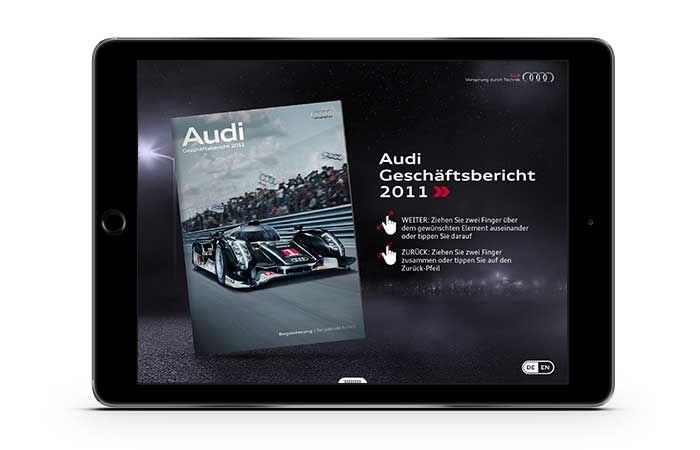 Audi
Vorsprung durch Technik
Audi
Geschäftsbericht 2011
1
Audi
Geschäftsbericht
2011
WEITER: Ziehen Sie zwei Finger über
dem gewünschten Element auseinander
oder tippen Sie darauf
ZURÜCK: Ziehen Sie zwei Finger
zusammen oder tippen Sie auf den
Zurück-Pfeil
Begeisterung
DE EN